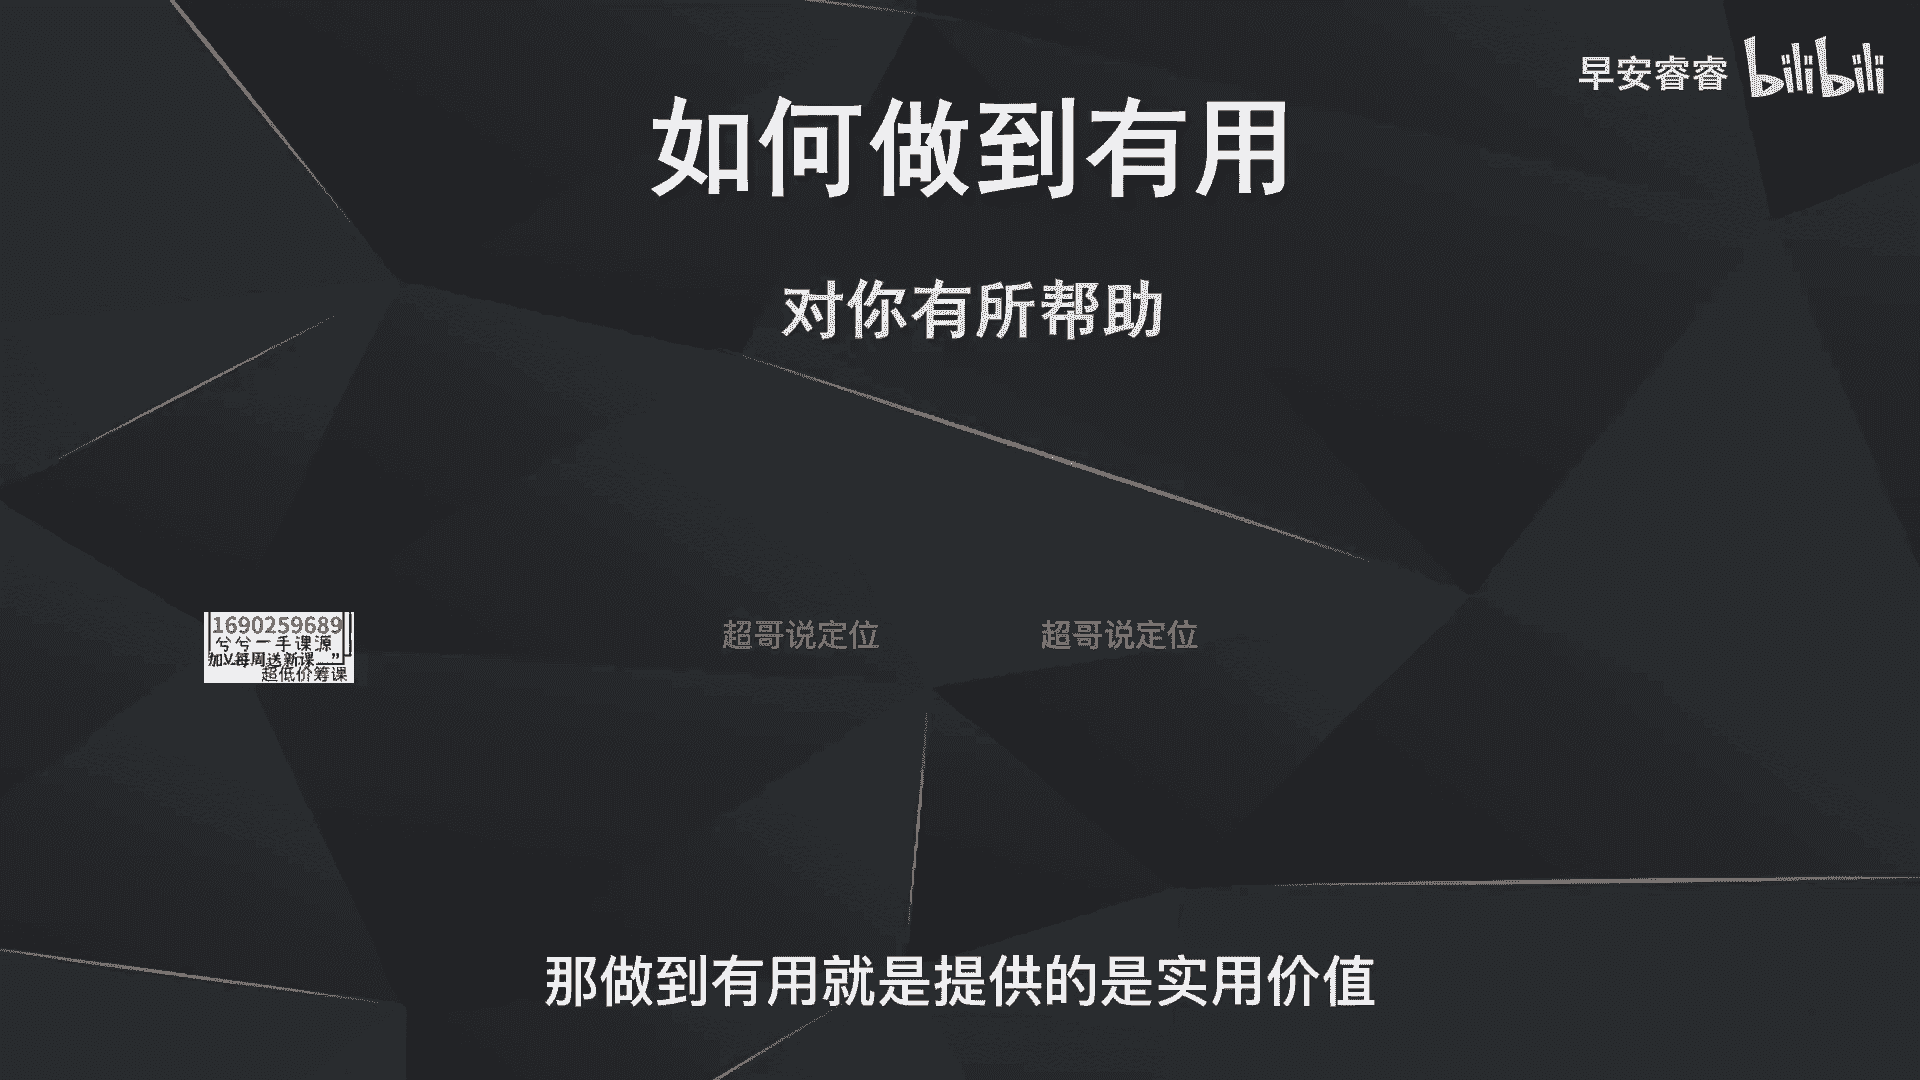 早安睿睿 bilibili
如何做到有用
对你有所帮助
1690259689
兮兮一手课源
加V每周送新课
超低价筹课
超哥说定位 超哥说定位
那做到有用就是提供的是实用价值